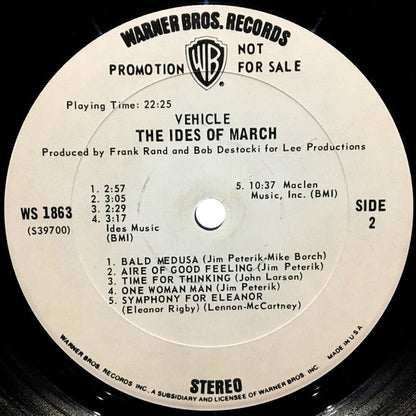 WARNER BROS. RECORDS
PROMOTION NOT FOR SALE
WB
®
Playing Time: 22:25
VEHICLE
THE IDES OF MARCH
Produced by Frank Rand and Bob Destocki for Lee Productions
1. 2:57
2. 3:05
3. 2:29
4. 3:17
Ides Music
(BMI)
5. 10:37 Maclen
Music, Inc. (BMI)
WS 1863
(S39700)
SIDE
2
1. BALD MEDUSA (Jim Peterik-Mike Borch)
2. AIRE OF GOOD FEELING (Jim Peterik)
3. TIME FOR THINKING (John Larson)
4. ONE WOMAN MAN (Jim Peterik)
5. SYMPHONY FOR ELEANOR
(Eleanor Rigby) (Lennon-McCartney)
STEREO
WARNER BROS. RECORDS INC. A SUBSIDIARY AND LICENSEE OF WARNER BROS. INC.
MADE IN U.S.A.